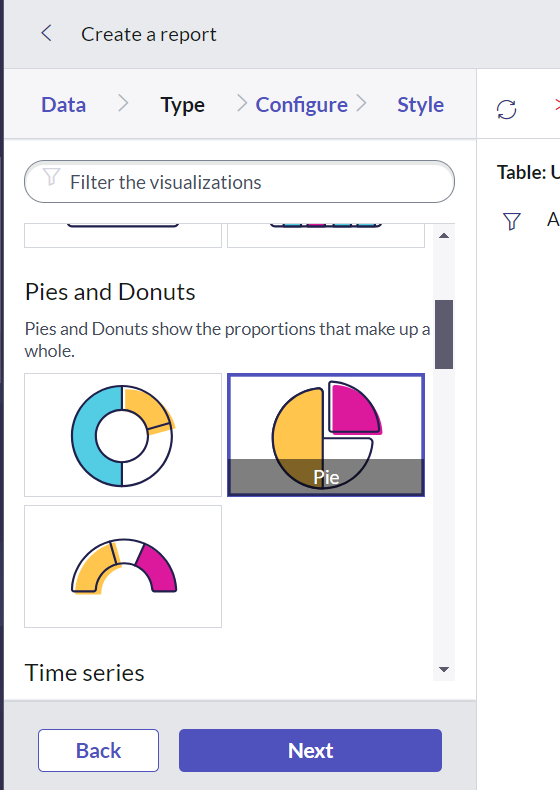 Create a report
Data
Type
Configure
Style
Filter the visualizations
Table: U
A
Pies and Donuts
Pies and Donuts show the proportions that make up a
whole.
Pie
Time series
Back
Next